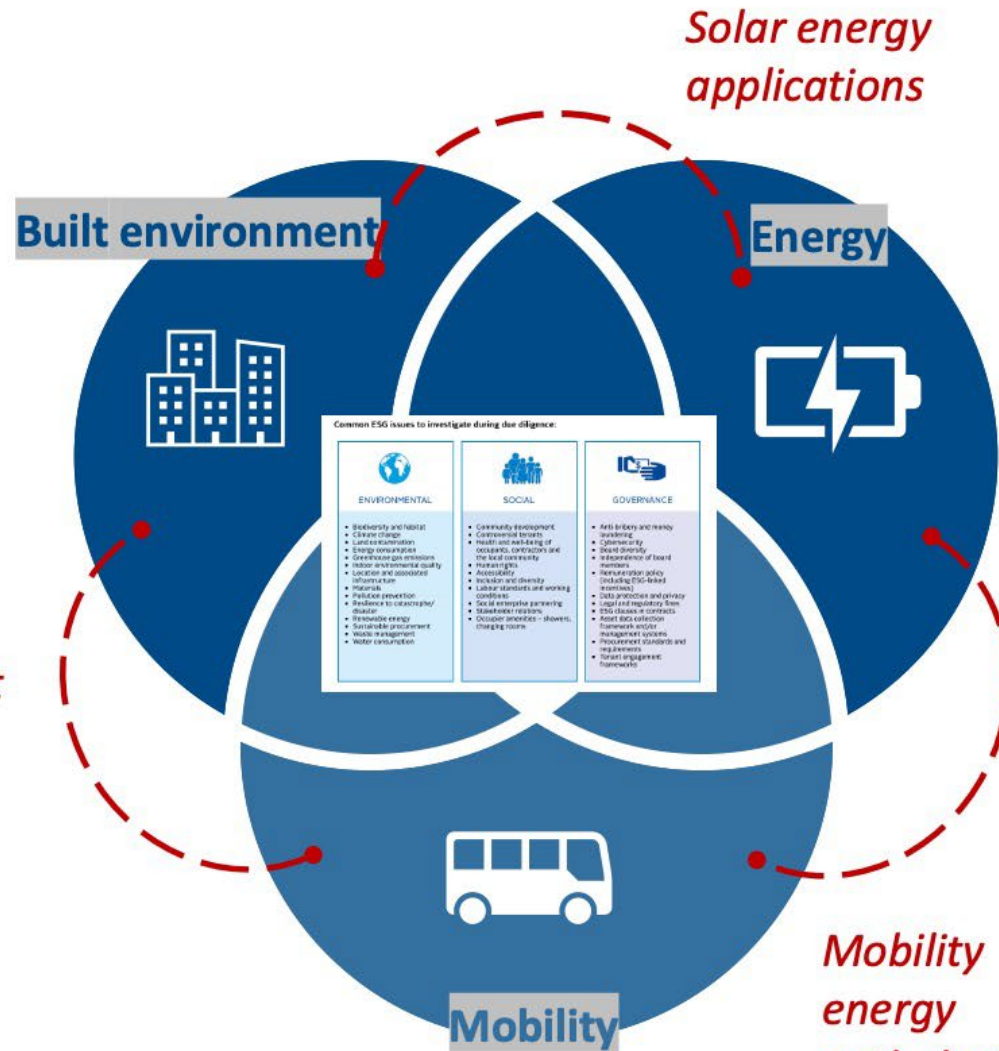 Solar energy
applications
Built environment
Energy
Common ESG issues to investigate during due diligence:
ENVIRONMENTAL
• Biodiversity and habitat
• Climate change
• Land contamination
• Energy consumption
• Greenhouse gas emissions
• Indoor environmental quality
• Location and associated
infrastructure
• Materials
• Pollution prevention
• Resilience to catastrophe/
disaster
• Renewable energy
• Sustainable procurement
• Waste management
• Water consumption
SOCIAL
• Community development
• Controversial tenants
• Health and well-being of
occupants, contractors and
the local community
• Human rights
• Accessibility
• Inclusion and diversity
• Labour standards and working
conditions
• Social enterprise partnering
• Stakeholder relations
• Occupier amenities – showers,
changing rooms
GOVERNANCE
• Anti-bribery and money
laundering
• Cybersecurity
• Board diversity
• Independence of board
members
• Remuneration policy
(including ESG-linked
incentives)
• Data protection and privacy
• Legal and regulatory fines
• ESG clauses in contracts
• Asset data collection
framework and/or
management systems
• Procurement standards and
requirements
• Tenant engagement
frameworks
Mobility
energy
Mobility